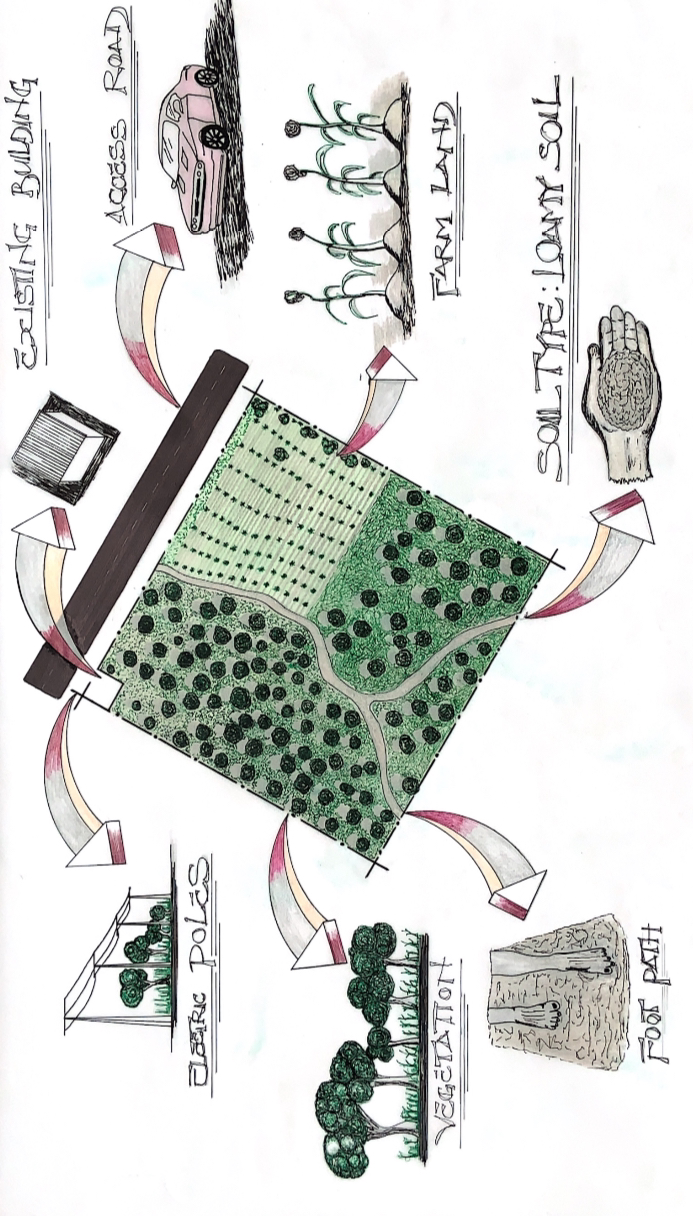 EXISTING BUILDING
ACCESS ROAD
FARM LAND
SOIL TYPE: LOAMY SOIL
ELECTRIC POLES
VEGETATION
FOOT PATH